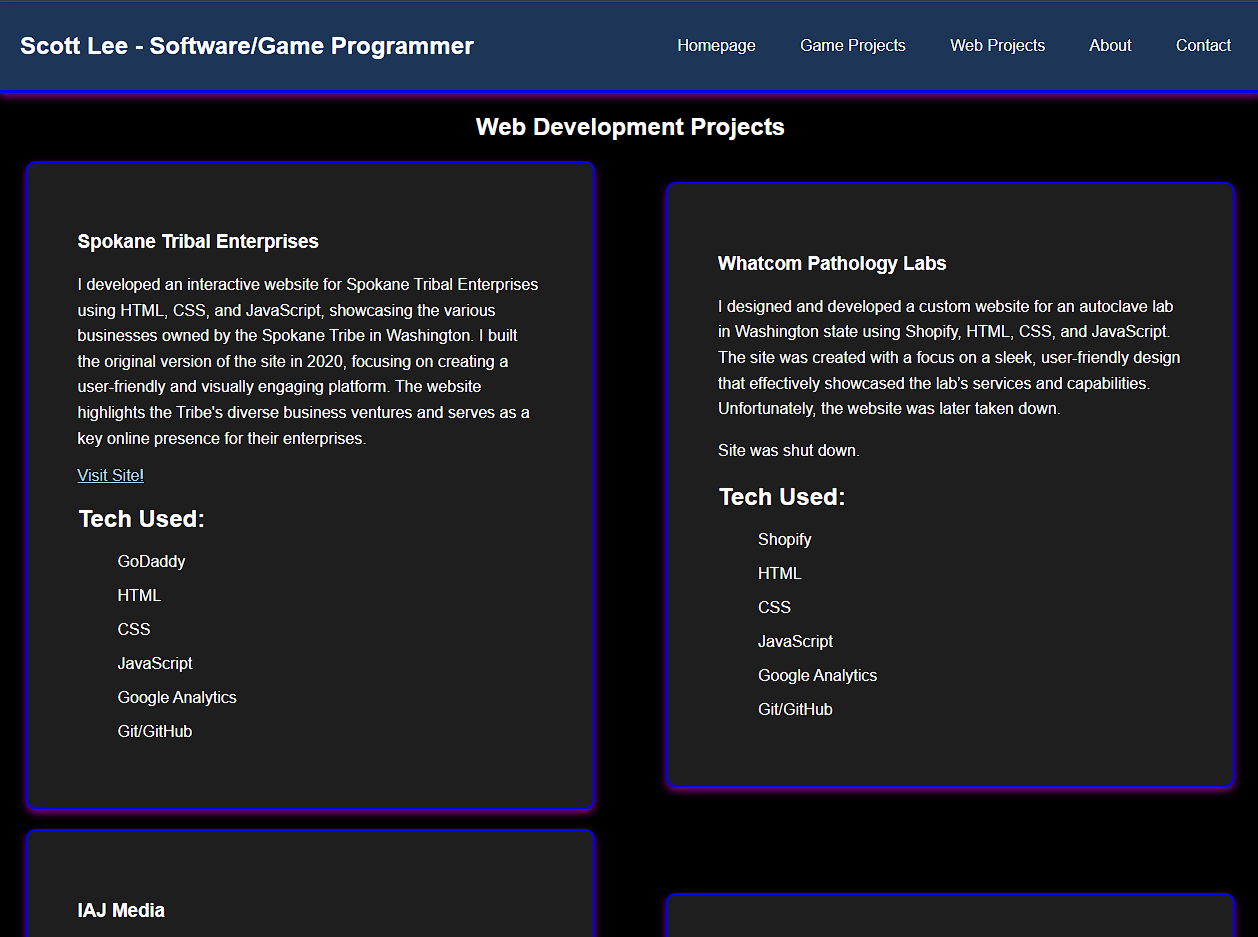 Scott Lee - Software/Game Programmer
Homepage
Game Projects
Web Projects
About
Contact
Web Development Projects
Spokane Tribal Enterprises
I developed an interactive website for Spokane Tribal Enterprises
using HTML, CSS, and JavaScript, showcasing the various
businesses owned by the Spokane Tribe in Washington. I built
the original version of the site in 2020, focusing on creating a
user-friendly and visually engaging platform. The website
highlights the Tribe's diverse business ventures and serves as a
key online presence for their enterprises.
Visit Site!
Tech Used:
GoDaddy
HTML
CSS
JavaScript
Google Analytics
Git/GitHub
Whatcom Pathology Labs
I designed and developed a custom website for an autoclave lab
in Washington state using Shopify, HTML, CSS, and JavaScript.
The site was created with a focus on a sleek, user-friendly design
that effectively showcased the lab’s services and capabilities.
Unfortunately, the website was later taken down.
Site was shut down.
Tech Used:
Shopify
HTML
CSS
JavaScript
Google Analytics
Git/GitHub
IAJ Media